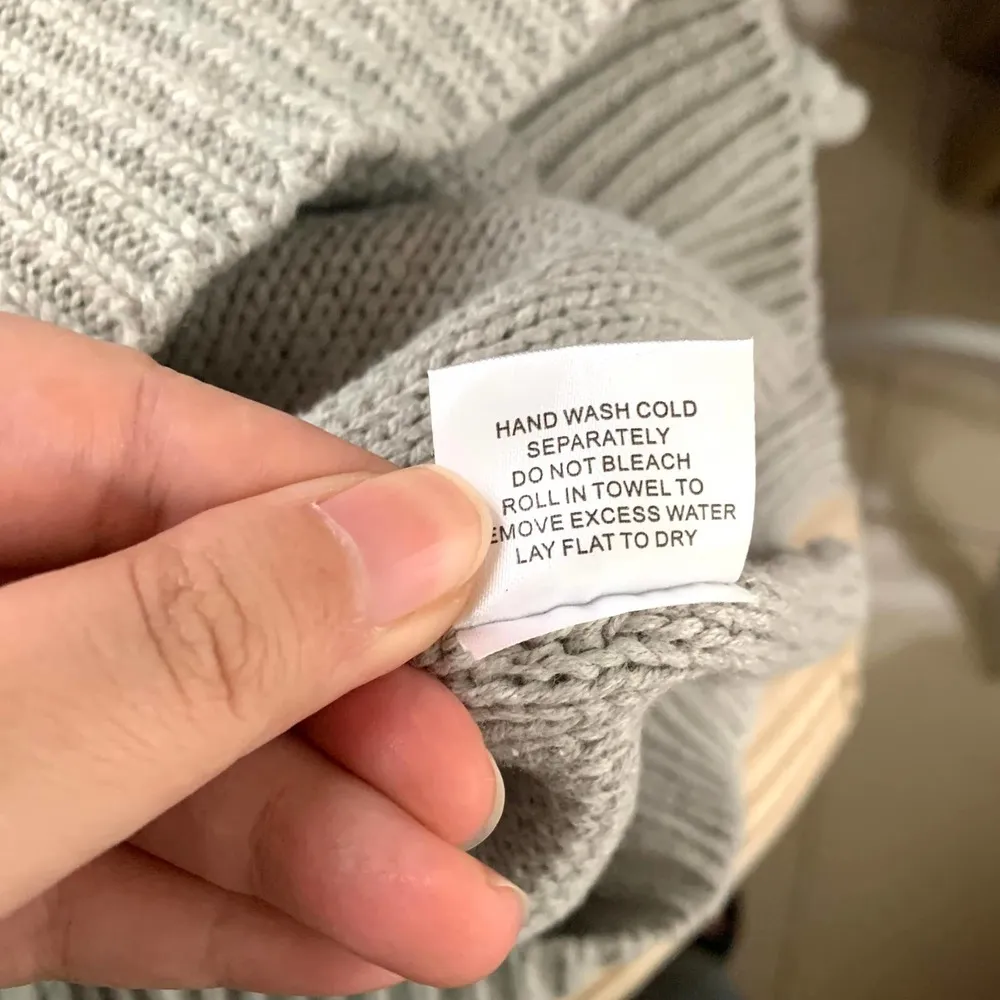 HAND WASH COLD
SEPARATELY
DO NOT BLEACH
ROLL IN TOWEL TO
EMOVE EXCESS WATER
LAY FLAT TO DRY